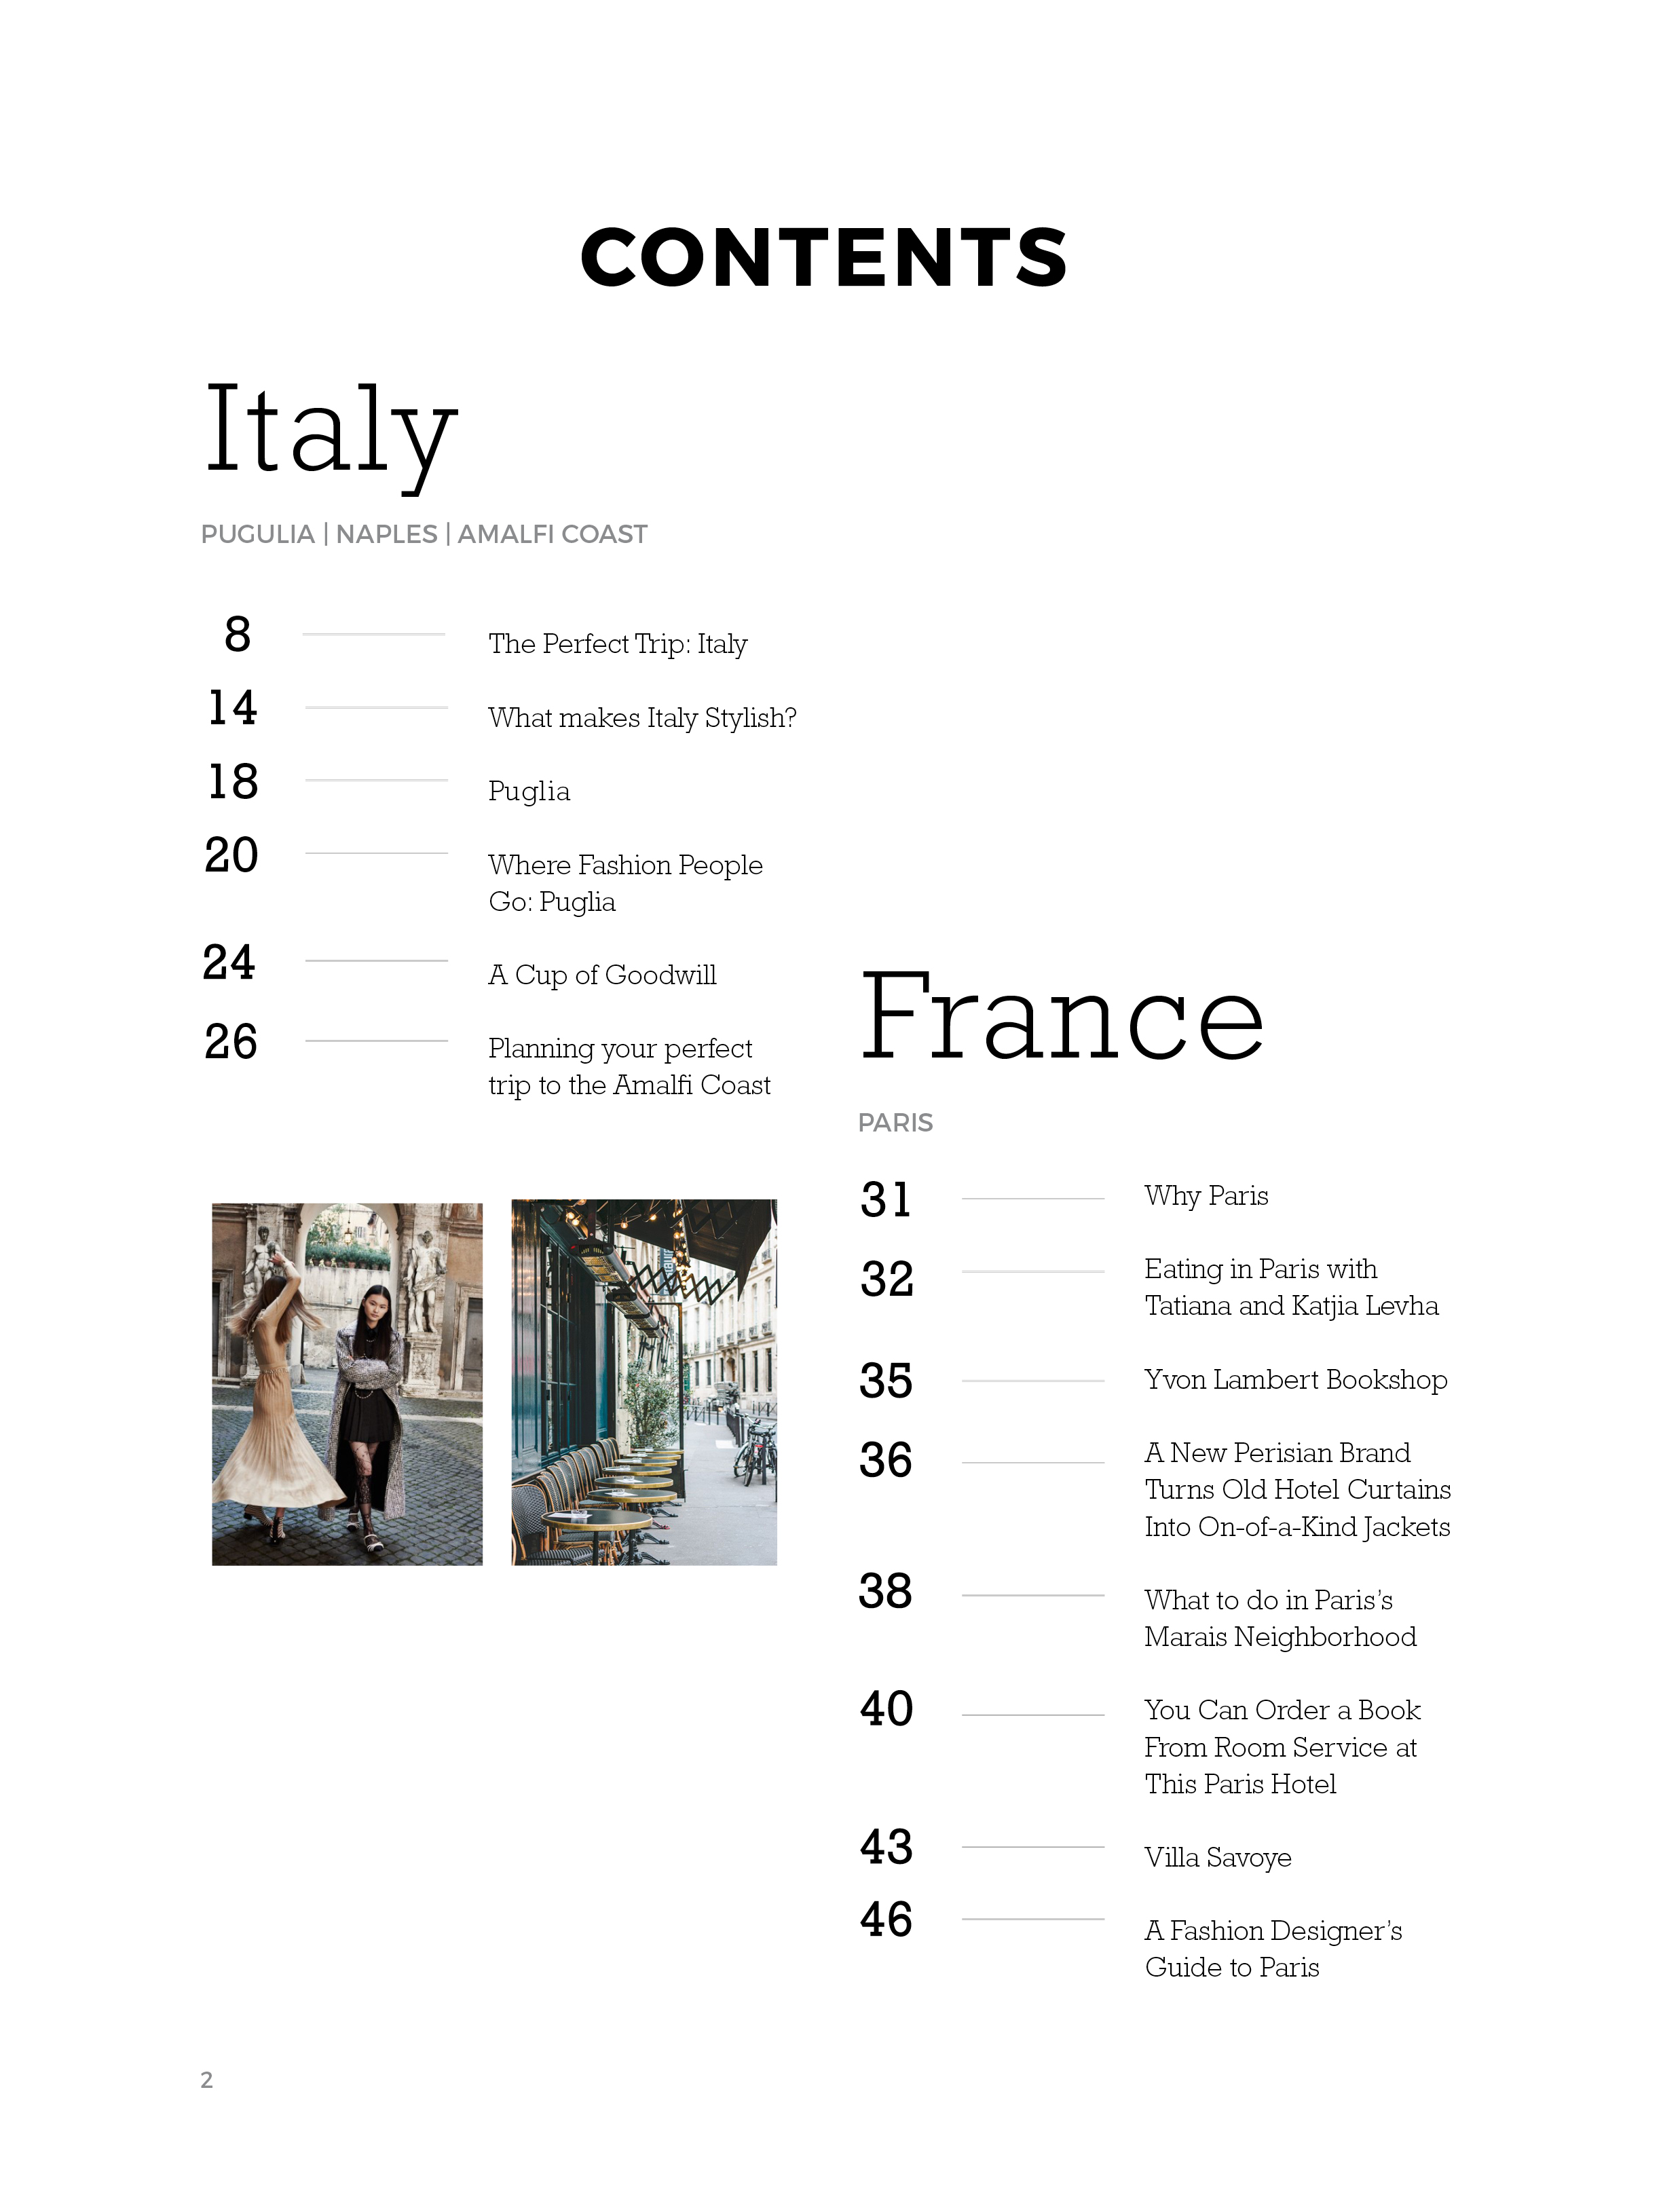 CONTENTS
Italy
PUGULIA | NAPLES | AMALFI COAST
8 The Perfect Trip: Italy
14 What makes Italy Stylish?
18 Puglia
20 Where Fashion People
Go: Puglia
24 A Cup of Goodwill
26 Planning your perfect
trip to the Amalfi Coast
France
PARIS
31 Why Paris
32 Eating in Paris with
Tatiana and Katjia Levha
35 Yvon Lambert Bookshop
36 A New Perisian Brand
Turns Old Hotel Curtains
Into On-of-a-Kind Jackets
38 What to do in Paris’s
Marais Neighborhood
40 You Can Order a Book
From Room Service at
This Paris Hotel
43 Villa Savoye
46 A Fashion Designer’s
Guide to Paris
2